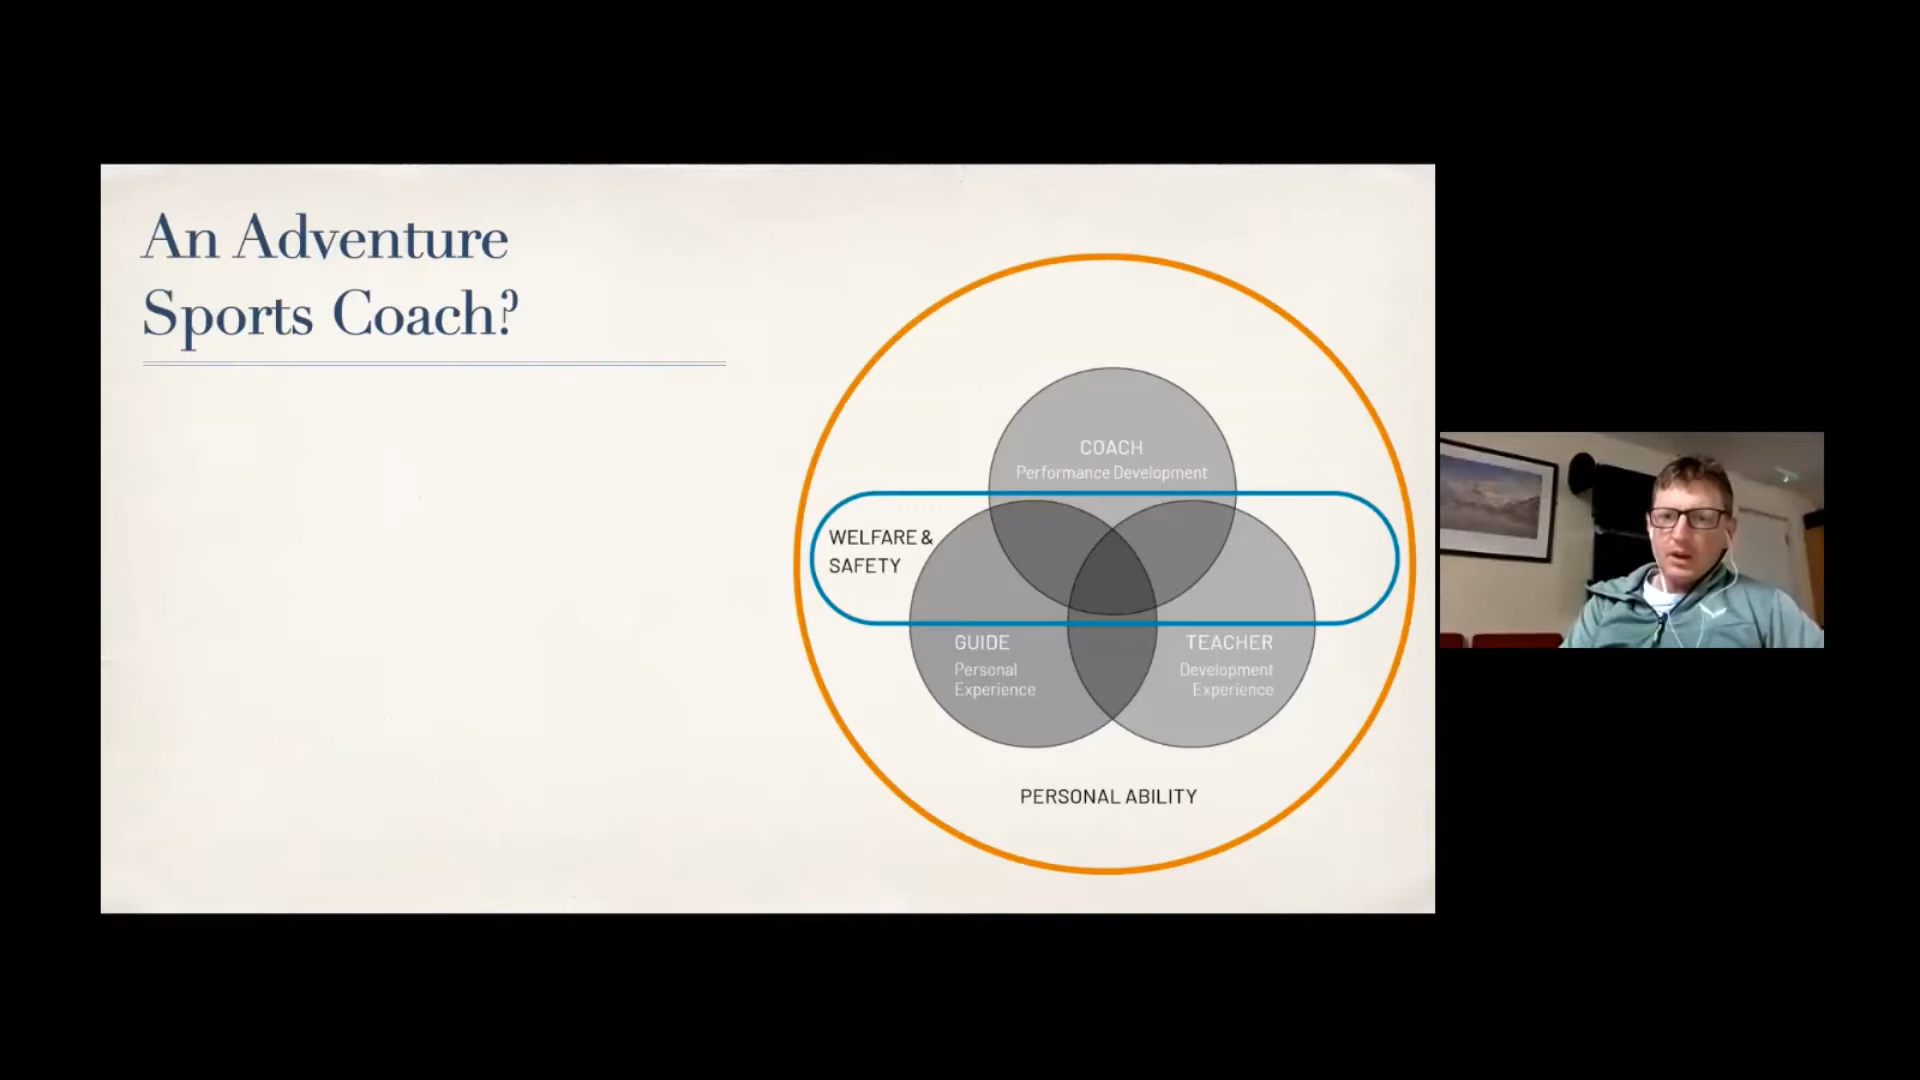 An Adventure
Sports Coach?
COACH
Performance Development
WELFARE &
SAFETY
GUIDE
Personal
Experience
TEACHER
Development
Experience
PERSONAL ABILITY